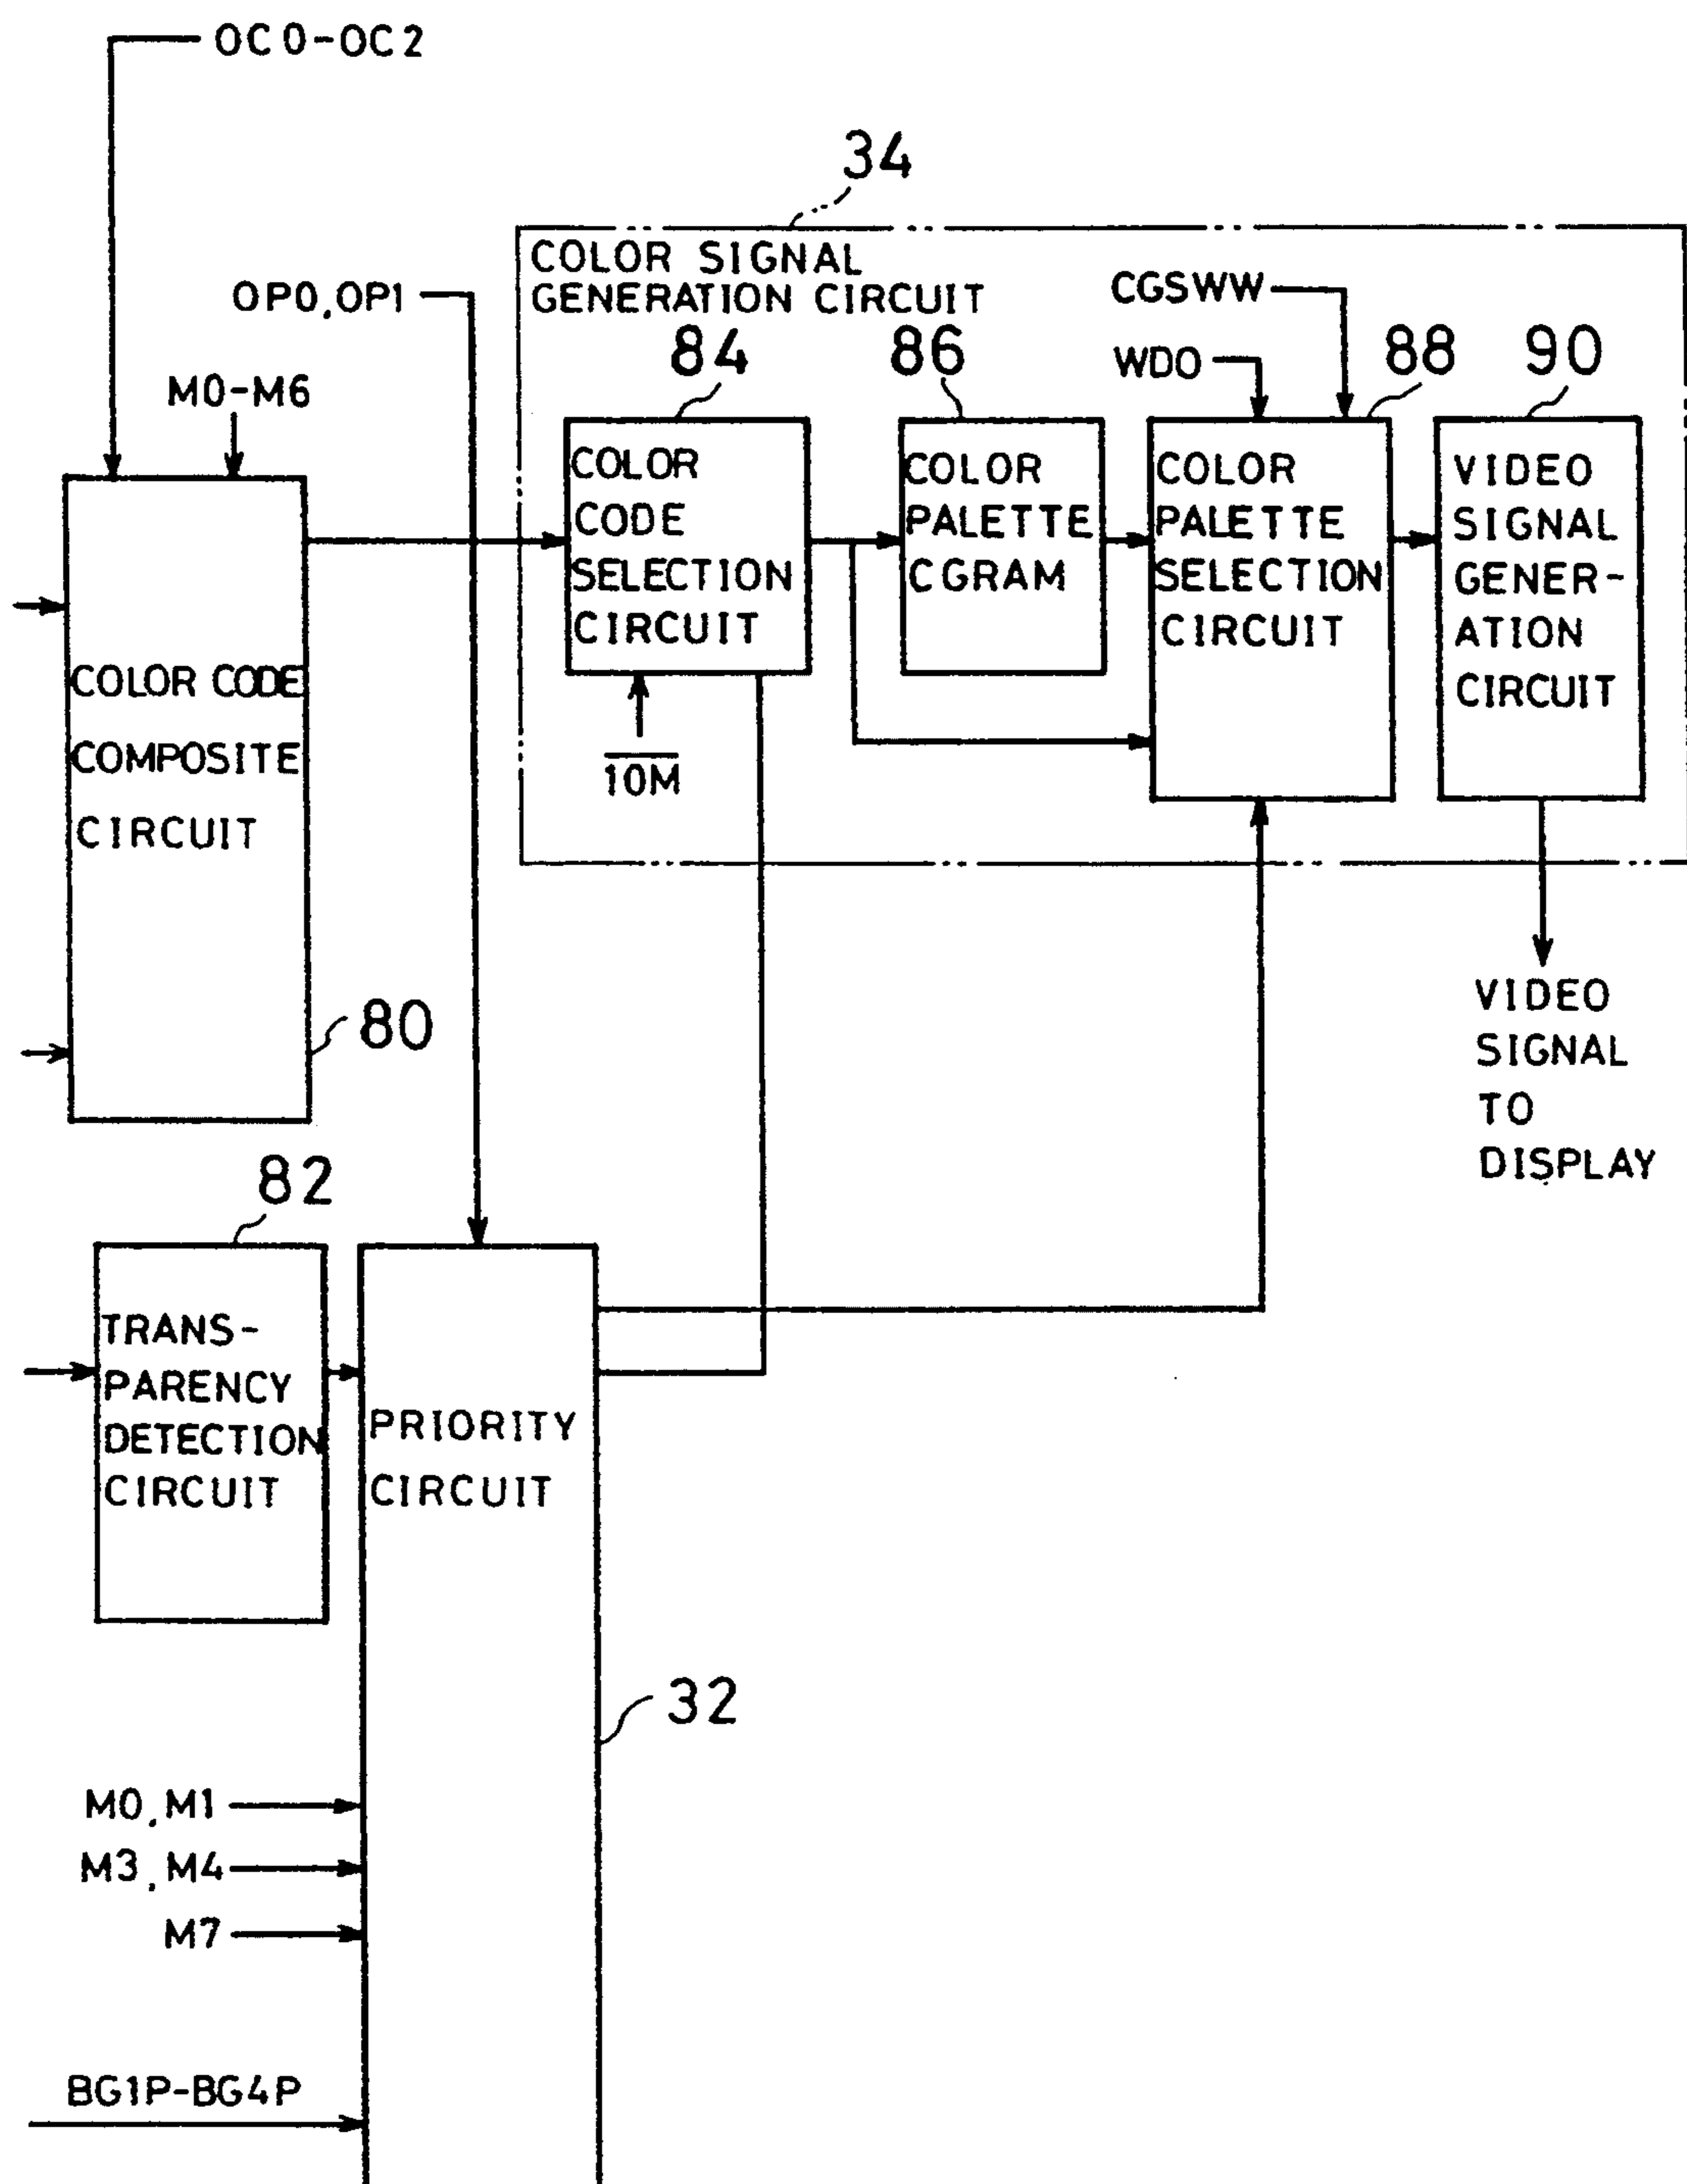 OC0-OC2
34
COLOR SIGNAL
GENERATION CIRCUIT
OP0,OP1
CGSWW
84
86
WDO
88
90
M0-M6
COLOR
CODE
SELECTION
CIRCUIT
COLOR
PALETTE
CGRAM
COLOR
PALETTE
SELECTION
CIRCUIT
VIDEO
SIGNAL
GENER-
ATION
CIRCUIT
COLOR CODE
COMPOSITE
CIRCUIT
10M
80
VIDEO
SIGNAL
TO
DISPLAY
82
TRANS-
PARENCY
DETECTION
CIRCUIT
PRIORITY
CIRCUIT
32
M0,M1
M3,M4
M7
BG1P-BG4P